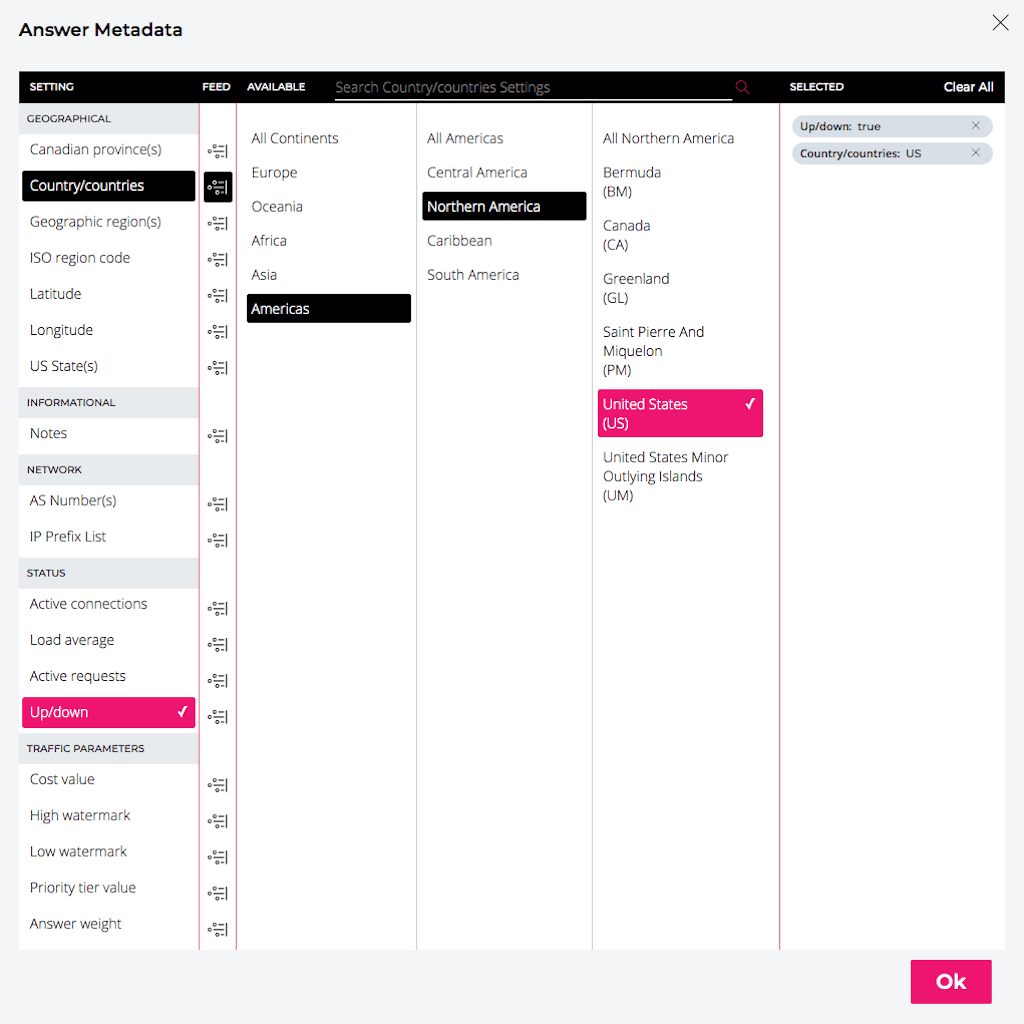 Answer Metadata
SETTING
FEED
AVAILABLE
Search Country/countries Settings
SELECTED
Clear All
GEOGRAPHICAL
Canadian province(s)
Country/countries
Geographic region(s)
ISO region code
Latitude
Longitude
US State(s)
INFORMATIONAL
Notes
NETWORK
AS Number(s)
IP Prefix List
STATUS
Active connections
Load average
Active requests
Up/down
TRAFFIC PARAMETERS
Cost value
High watermark
Low watermark
Priority tier value
Answer weight
All Continents
Europe
Oceania
Africa
Asia
Americas
All Americas
Central America
Northern America
Caribbean
South America
All Northern America
Bermuda
(BM)
Canada
(CA)
Greenland
(GL)
Saint Pierre And
Miquelon
(PM)
United States
(US)
United States Minor
Outlying Islands
(UM)
Up/down: true
Country/countries: US
Ok